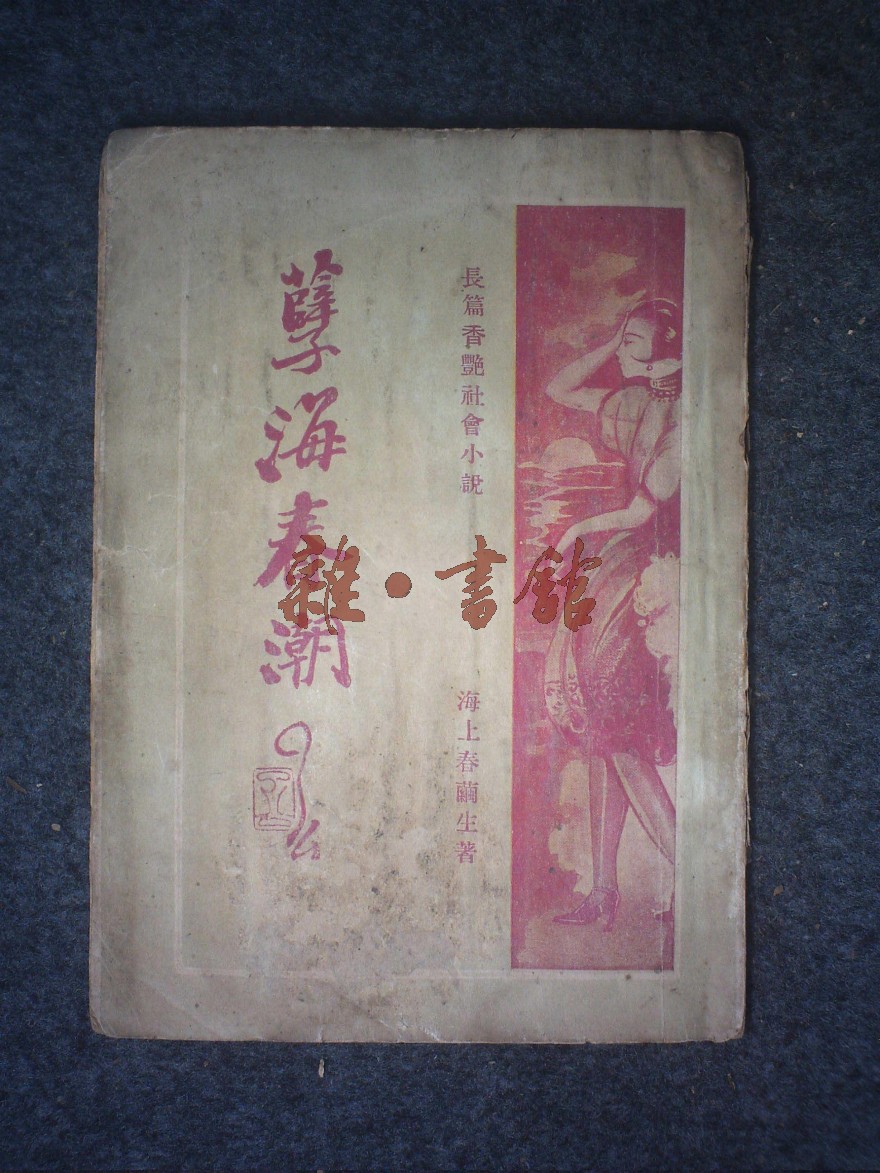 長篇香艷社會小說
海上春繭生著
孽海春潮
雜·書館